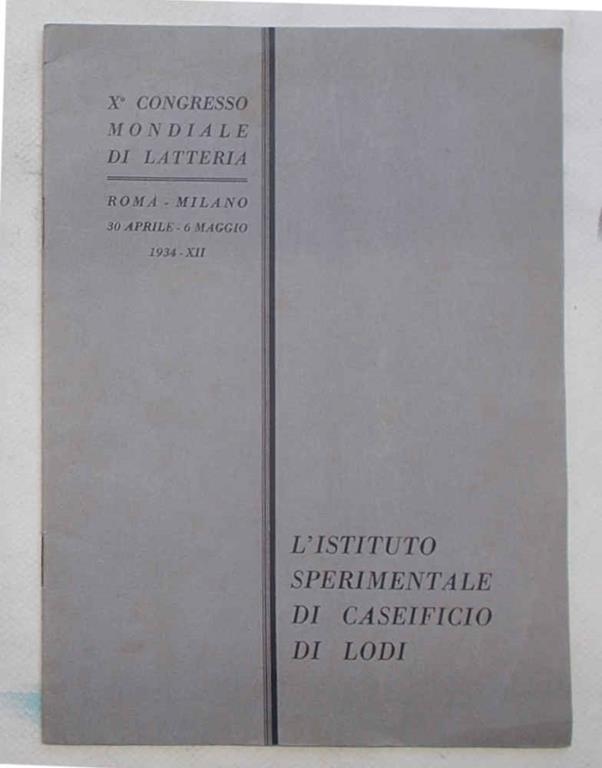 X° CONGRESSO
MONDIALE
DI LATTERIA
ROMA - MILANO
30 APRILE - 6 MAGGIO
1934 - XII
L'ISTITUTO
SPERIMENTALE
DI CASEIFICIO
DI LODI